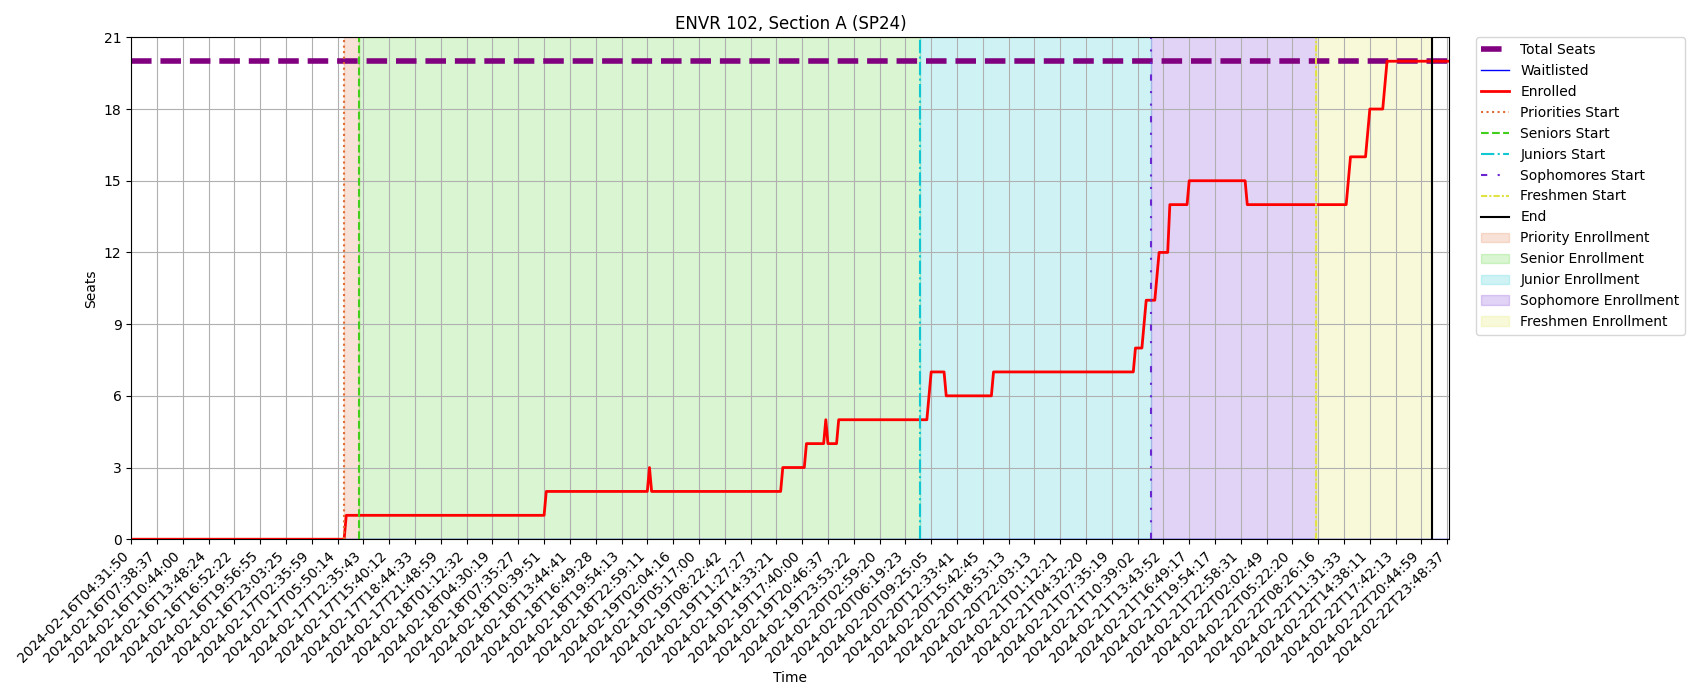 ENVR 102, Section A (SP24)
21
18
15
12
9
6
3
0
Seats
Total Seats
Waitlisted
Enrolled
Priorities Start
Seniors Start
Juniors Start
Sophomores Start
Freshmen Start
End
Priority Enrollment
Senior Enrollment
Junior Enrollment
Sophomore Enrollment
Freshmen Enrollment
2024-02-16T04:31:50
2024-02-16T07:38:37
2024-02-16T10:44:00
2024-02-16T13:48:24
2024-02-16T16:52:22
2024-02-16T19:56:55
2024-02-16T23:03:25
2024-02-17T02:35:59
2024-02-17T05:50:14
2024-02-17T12:35:43
2024-02-17T15:40:12
2024-02-17T18:44:33
2024-02-17T21:48:59
2024-02-18T01:12:32
2024-02-18T04:30:19
2024-02-18T07:35:27
2024-02-18T10:39:51
2024-02-18T13:44:41
2024-02-18T16:49:28
2024-02-18T19:54:13
2024-02-18T22:59:11
2024-02-19T02:04:16
2024-02-19T05:17:00
2024-02-19T08:22:42
2024-02-19T11:27:27
2024-02-19T14:33:21
2024-02-19T17:40:00
2024-02-19T20:46:37
2024-02-19T23:53:22
2024-02-20T02:59:20
2024-02-20T06:19:23
2024-02-20T09:25:05
2024-02-20T12:33:41
2024-02-20T15:42:45
2024-02-20T18:53:13
2024-02-20T22:03:13
2024-02-21T01:12:21
2024-02-21T04:32:20
2024-02-21T07:35:19
2024-02-21T10:39:02
2024-02-21T13:43:52
2024-02-21T16:49:17
2024-02-21T19:54:17
2024-02-21T22:58:31
2024-02-22T02:02:49
2024-02-22T05:22:20
2024-02-22T08:26:16
2024-02-22T11:31:33
2024-02-22T14:38:11
2024-02-22T17:42:13
2024-02-22T20:44:59
2024-02-22T23:48:37
Time